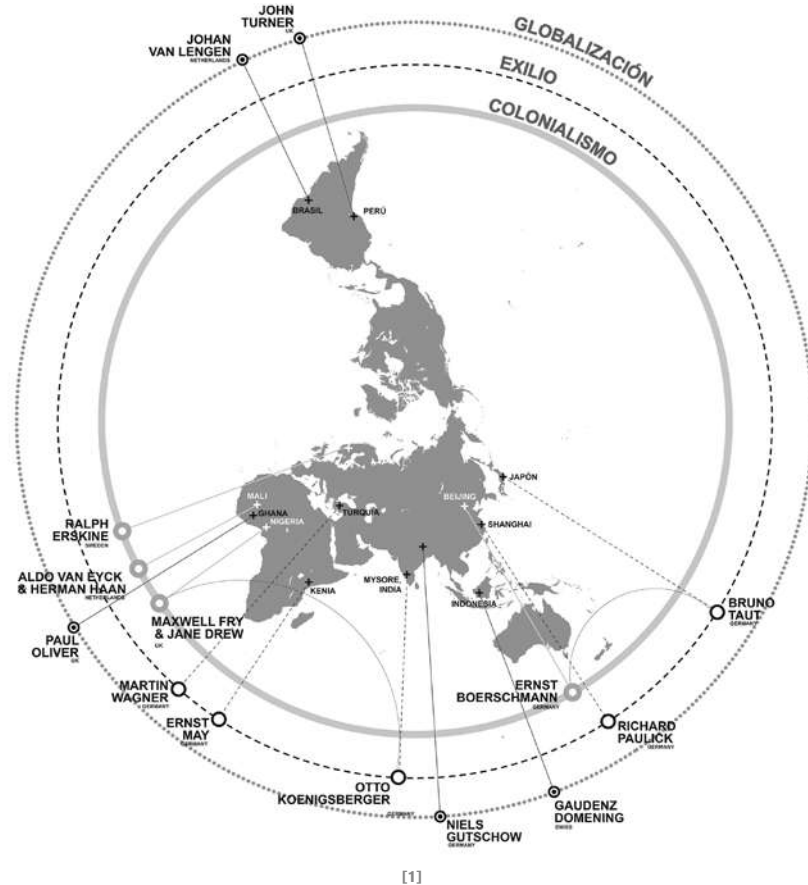 JOHN
TURNER
UK
JOHAN
VAN LENGEN
NETHERLANDS
GLOBALIZACIÓN
EXILIO
COLONIALISMO
BRASIL
PERÚ
JAPÓN
MALI
GHANA
NIGERIA
TURQUÍA
BEIJING
SHANGHAI
KENIA
MYSORE,
INDIA
INDONESIA
RALPH
ERSKINE
SWEDEN
ALDO VAN EYCK
& HERMAN HAAN
NETHERLANDS
MAXWELL FRY
& JANE DREW
UK
PAUL
OLIVER
UK
MARTIN
WAGNER
GERMANY
ERNST
MAY
GERMANY
OTTO
KOENIGSBERGER
GERMANY
NIELS
GUTSCHOW
GERMANY
GAUDENZ
DOMENING
SWISS
RICHARD
PAULICK
GERMANY
ERNST
BOERSCHMANN
GERMANY
BRUNO
TAUT
GERMANY
[1]